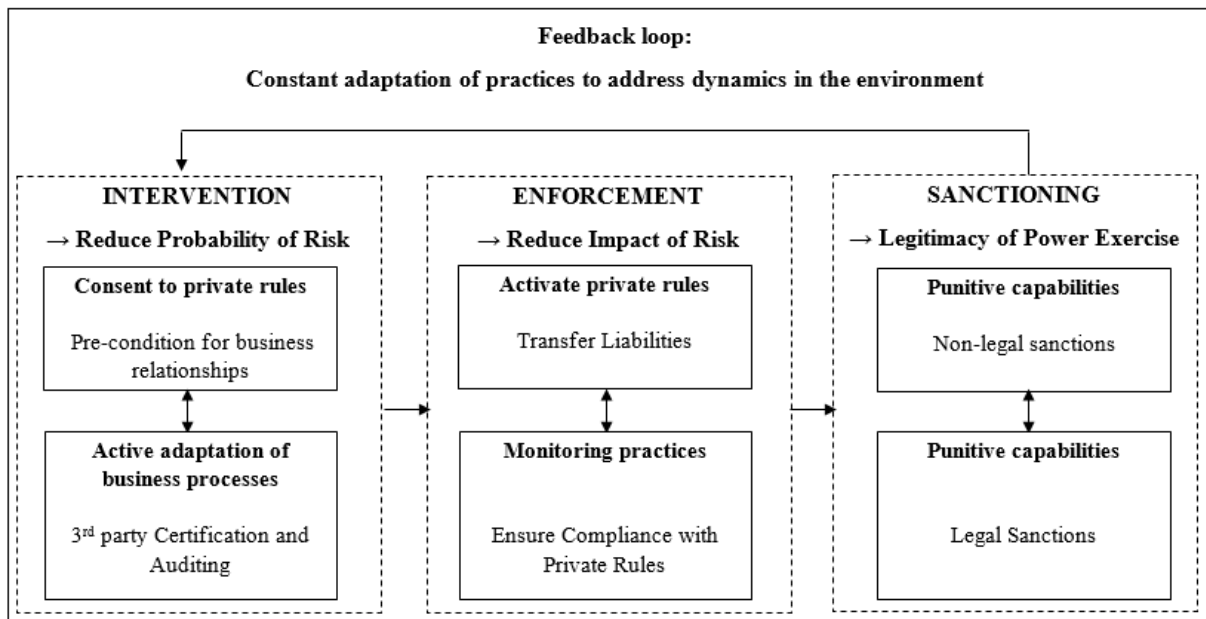 Feedback loop:
Constant adaptation of practices to address dynamics in the environment
INTERVENTION
→ Reduce Probability of Risk
Consent to private rules
Pre-condition for business
relationships
Active adaptation of
business processes
3rd party Certification and
Auditing
ENFORCEMENT
→ Reduce Impact of Risk
Activate private rules
Transfer Liabilities
Monitoring practices
Ensure Compliance with
Private Rules
SANCTIONING
→ Legitimacy of Power Exercise
Punitive capabilities
Non-legal sanctions
Punitive capabilities
Legal Sanctions